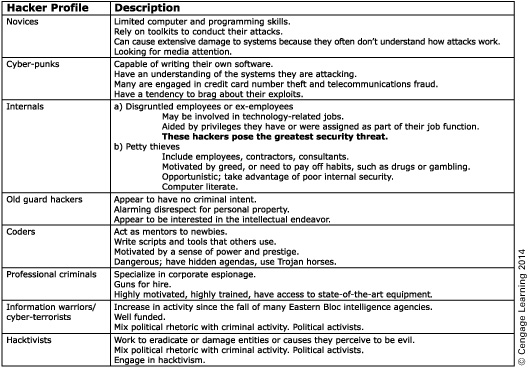 Hacker Profile Description
Novices Limited computer and programming skills.
Rely on toolkits to conduct their attacks.
Can cause extensive damage to systems because they often don't understand how attacks work.
Looking for media attention.
Cyber-punks Capable of writing their own software.
Have an understanding of the systems they are attacking.
Many are engaged in credit card number theft and telecommunications fraud.
Have a tendency to brag about their exploits.
Internals a) Disgruntled employees or ex-employees
May be involved in technology-related jobs.
Aided by privileges they have or were assigned as part of their job function.
These hackers pose the greatest security threat.
b) Petty thieves
Include employees, contractors, consultants.
Motivated by greed, or need to pay off habits, such as drugs or gambling.
Opportunistic; take advantage of poor internal security.
Computer literate.
Old guard hackers Appear to have no criminal intent.
Alarming disrespect for personal property.
Appear to be interested in the intellectual endeavor.
Coders Act as mentors to newbies.
Write scripts and tools that others use.
Motivated by a sense of power and prestige.
Dangerous; have hidden agendas, use Trojan horses.
Professional criminals Specialize in corporate espionage.
Guns for hire.
Highly motivated, highly trained, have access to state-of-the-art equipment.
Information warriors/ Increase in activity since the fall of many Eastern Bloc intelligence agencies.
cyber-terrorists Well funded.
Mix political rhetoric with criminal activity. Political activists.
Hacktivists Work to eradicate or damage entities or causes they perceive to be evil.
Mix political rhetoric with criminal activity. Political activists.
Engage in hacktivism.
© Cengage Learning 2014